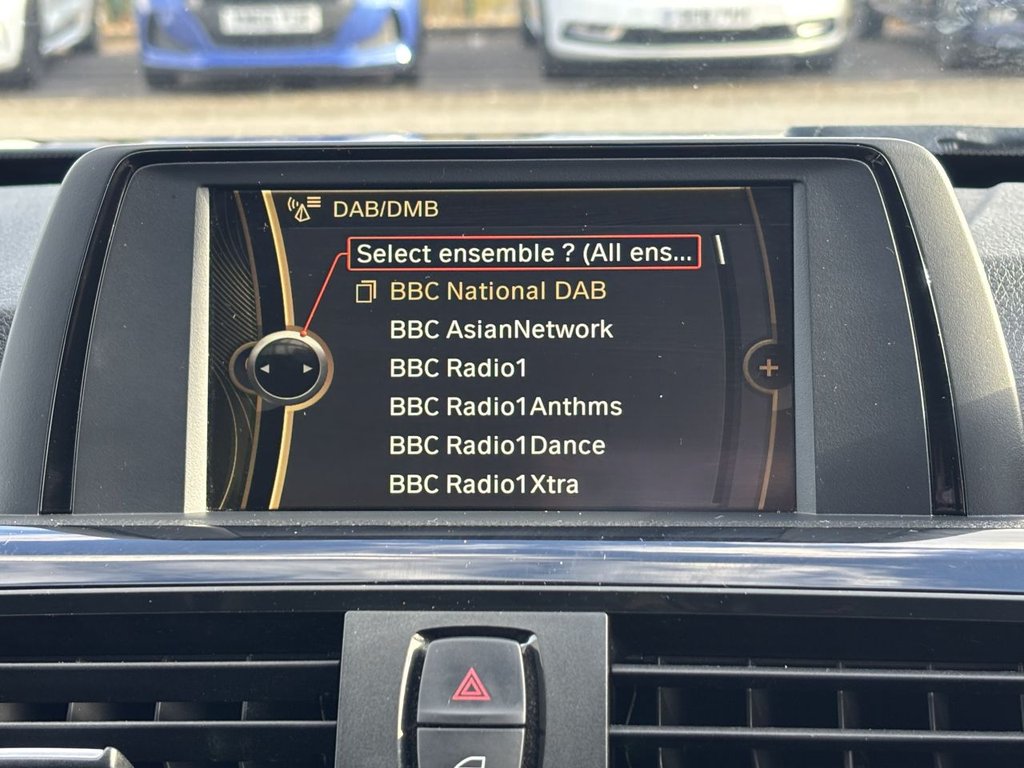 DAB/DMB
Select ensemble ? (All ens...
BBC National DAB
BBC AsianNetwork
BBC Radio1
BBC Radio1Anthms
BBC Radio1Dance
BBC Radio1Xtra